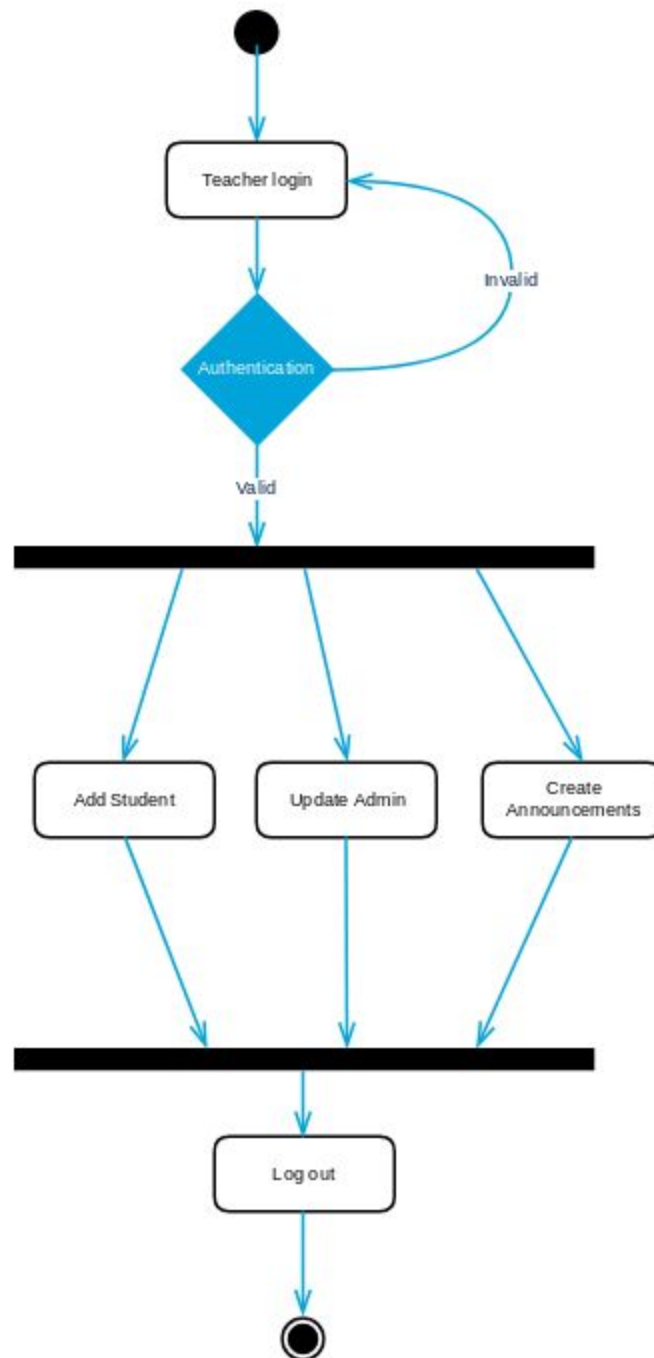 Teacher login
Invalid
Authentication
Valid
Add Student
Update Admin
Create
Announcements
Log out